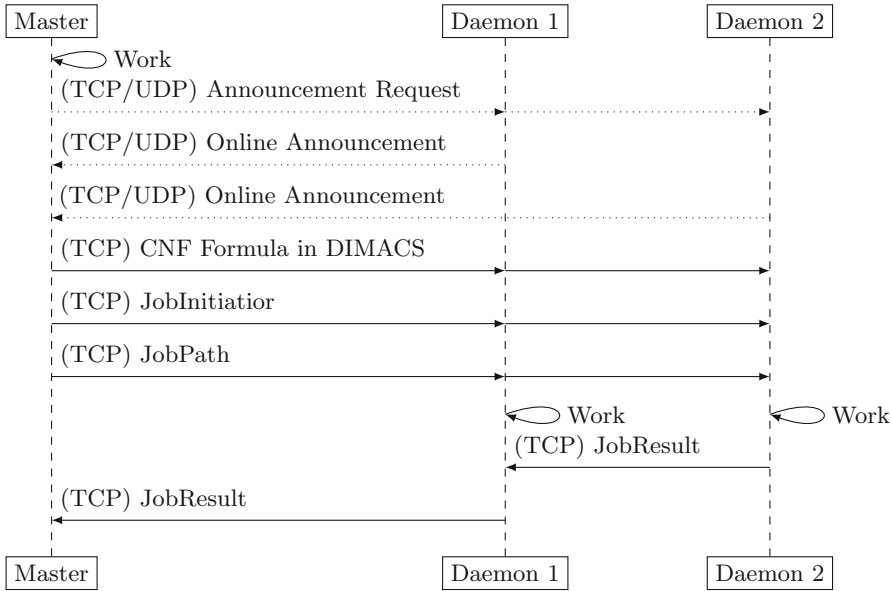 Master Daemon 1 Daemon 2
Work
(TCP/UDP) Announcement Request
(TCP/UDP) Online Announcement
(TCP/UDP) Online Announcement
(TCP) CNF Formula in DIMACS
(TCP) JobInitiatior
(TCP) JobPath
Work Work
(TCP) JobResult
(TCP) JobResult
Master Daemon 1 Daemon 2